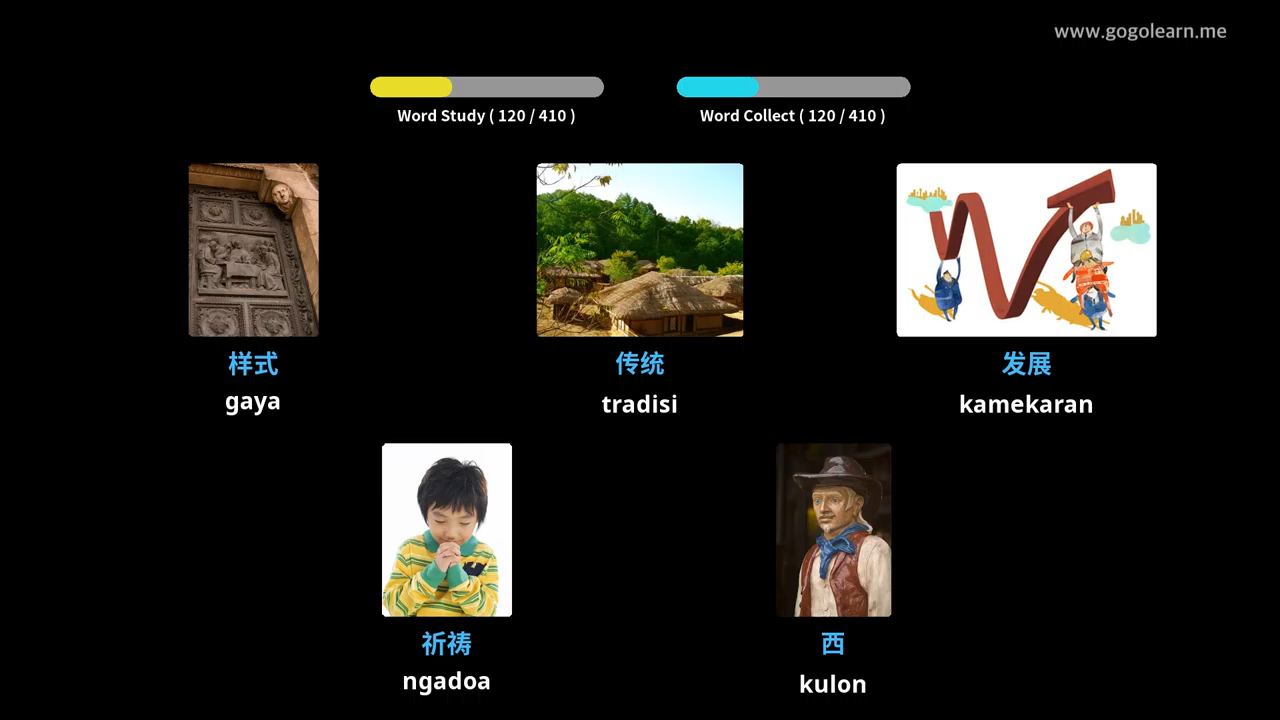 www.gogolearn.me
Word Study ( 120 / 410 )
Word Collect ( 120 / 410 )
样式
gaya
传统
tradisi
发展
kamekaran
祈祷
ngadoa
西
kulon